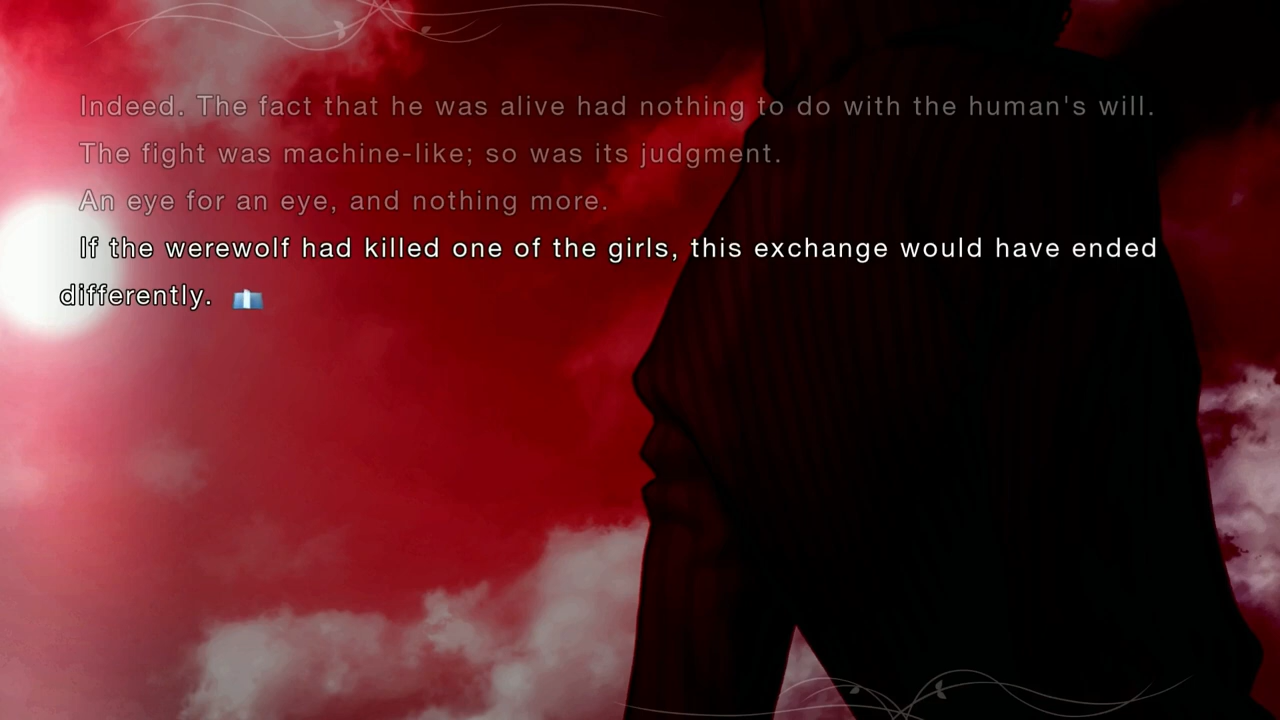 Indeed. The fact that he was alive had nothing to do with the human's will.
The fight was machine-like; so was its judgment.
An eye for an eye, and nothing more.
If the werewolf had killed one of the girls, this exchange would have ended
differently.